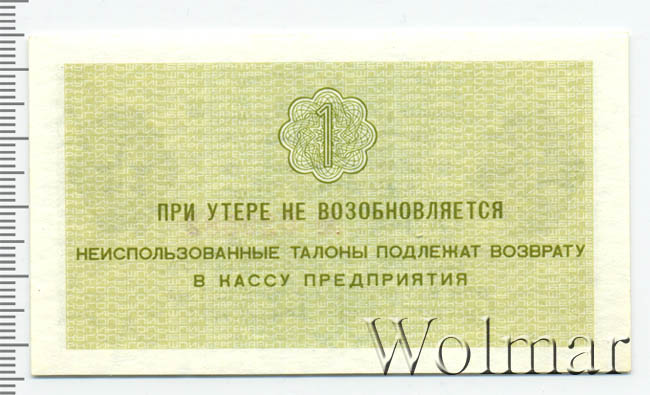 1
ПРИ УТЕРЕ НЕ ВОЗОБНОВЛЯЕТСЯ
НЕИСПОЛЬЗОВАННЫЕ ТАЛОНЫ ПОДЛЕЖАТ ВОЗВРАТУ
В КАССУ ПРЕДПРИЯТИЯ
Wolmar